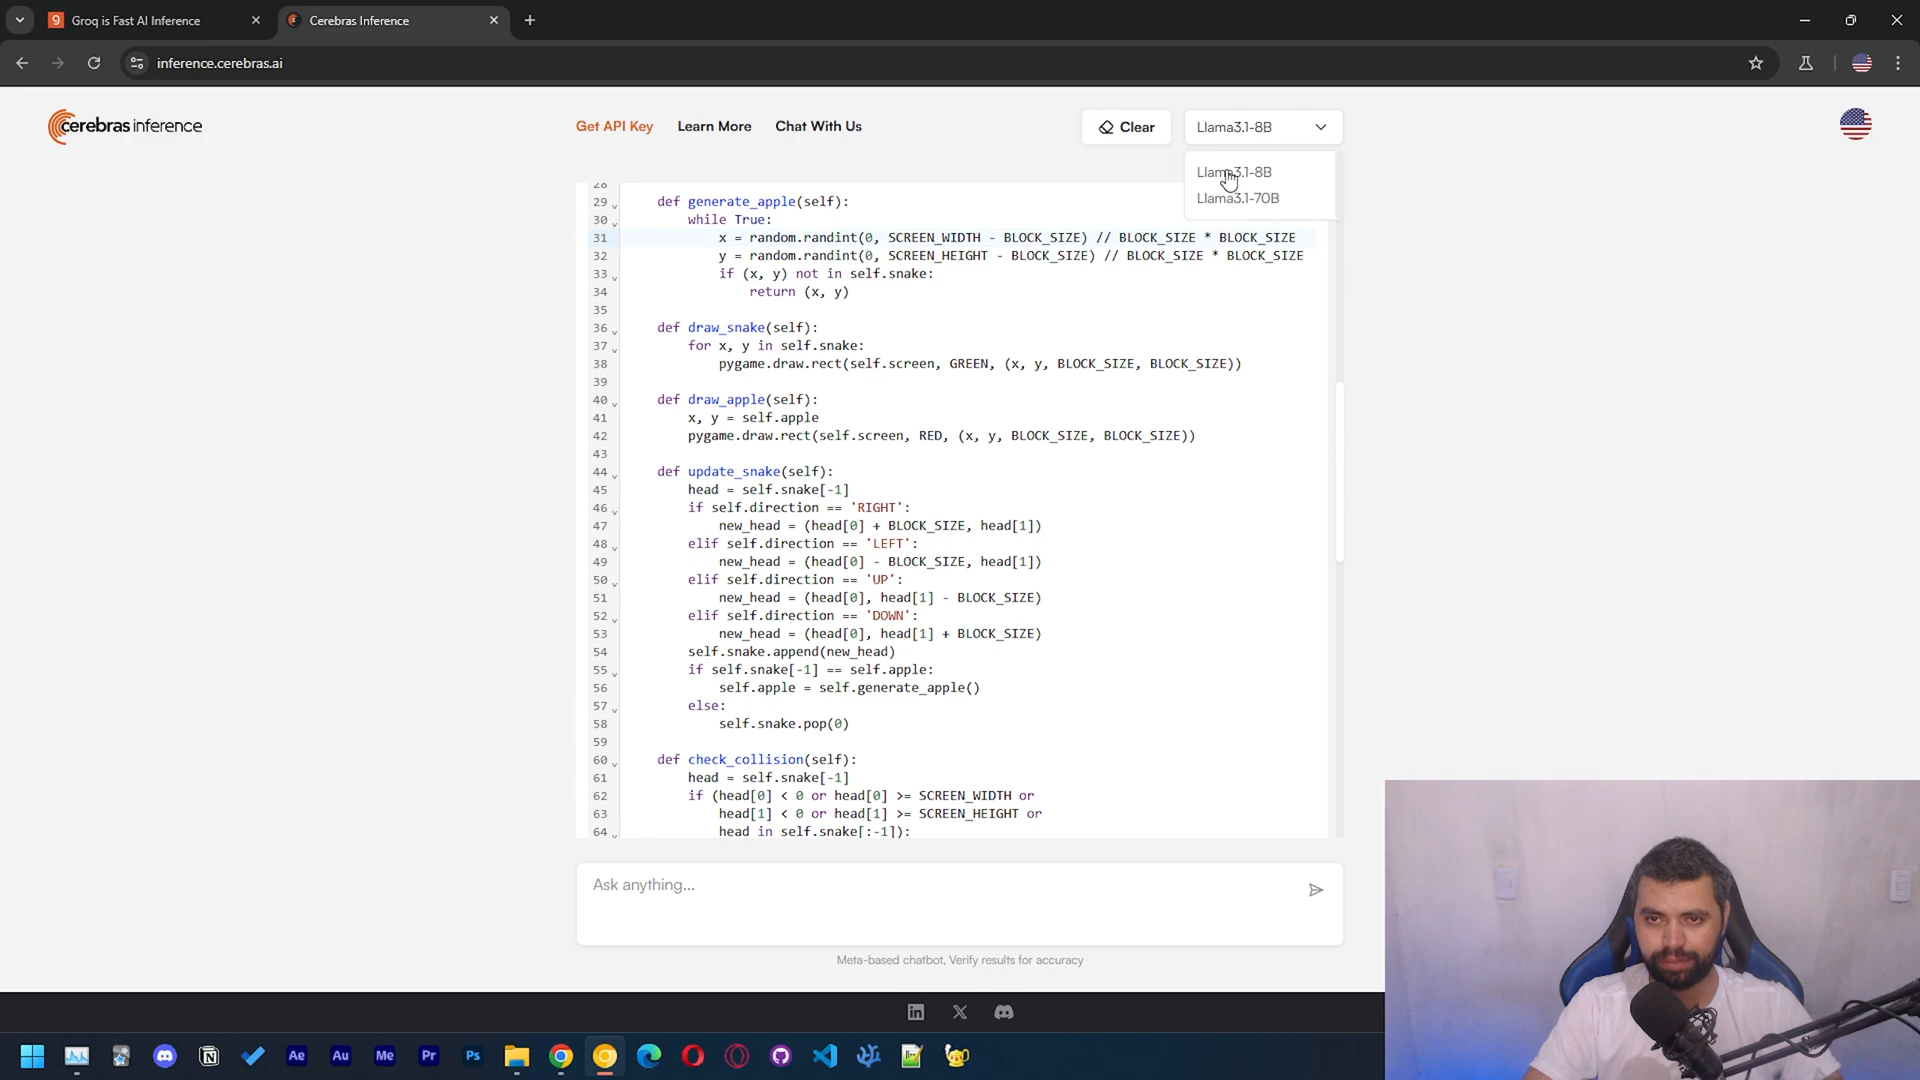 Groq is Fast AI Inference
Cerebras Inference
inference.cerebras.ai
cerebras inference
Get API Key
Learn More
Chat With Us
Clear
Llama3.1-8B
Llama3.1-8B
Llama3.1-70B
28
29 def generate_apple(self):
30 while True:
31 x = random.randint(0, SCREEN_WIDTH - BLOCK_SIZE) // BLOCK_SIZE * BLOCK_SIZE
32 y = random.randint(0, SCREEN_HEIGHT - BLOCK_SIZE) // BLOCK_SIZE * BLOCK_SIZE
33 if (x, y) not in self.snake:
34 return (x, y)
35
36 def draw_snake(self):
37 for x, y in self.snake:
38 pygame.draw.rect(self.screen, GREEN, (x, y, BLOCK_SIZE, BLOCK_SIZE))
39
40 def draw_apple(self):
41 x, y = self.apple
42 pygame.draw.rect(self.screen, RED, (x, y, BLOCK_SIZE, BLOCK_SIZE))
43
44 def update_snake(self):
45 head = self.snake[-1]
46 if self.direction == 'RIGHT':
47 new_head = (head[0] + BLOCK_SIZE, head[1])
48 elif self.direction == 'LEFT':
49 new_head = (head[0] - BLOCK_SIZE, head[1])
50 elif self.direction == 'UP':
51 new_head = (head[0], head[1] - BLOCK_SIZE)
52 elif self.direction == 'DOWN':
53 new_head = (head[0], head[1] + BLOCK_SIZE)
54 self.snake.append(new_head)
55 if self.snake[-1] == self.apple:
56 self.apple = self.generate_apple()
57 else:
58 self.snake.pop(0)
59
60 def check_collision(self):
61 head = self.snake[-1]
62 if (head[0] < 0 or head[0] >= SCREEN_WIDTH or
63 head[1] < 0 or head[1] >= SCREEN_HEIGHT or
64 head in self.snake[:-1]):
Ask anything...
Meta-based chatbot, Verify results for accuracy
in
X
Ae
Au
Me
Pr
Ps